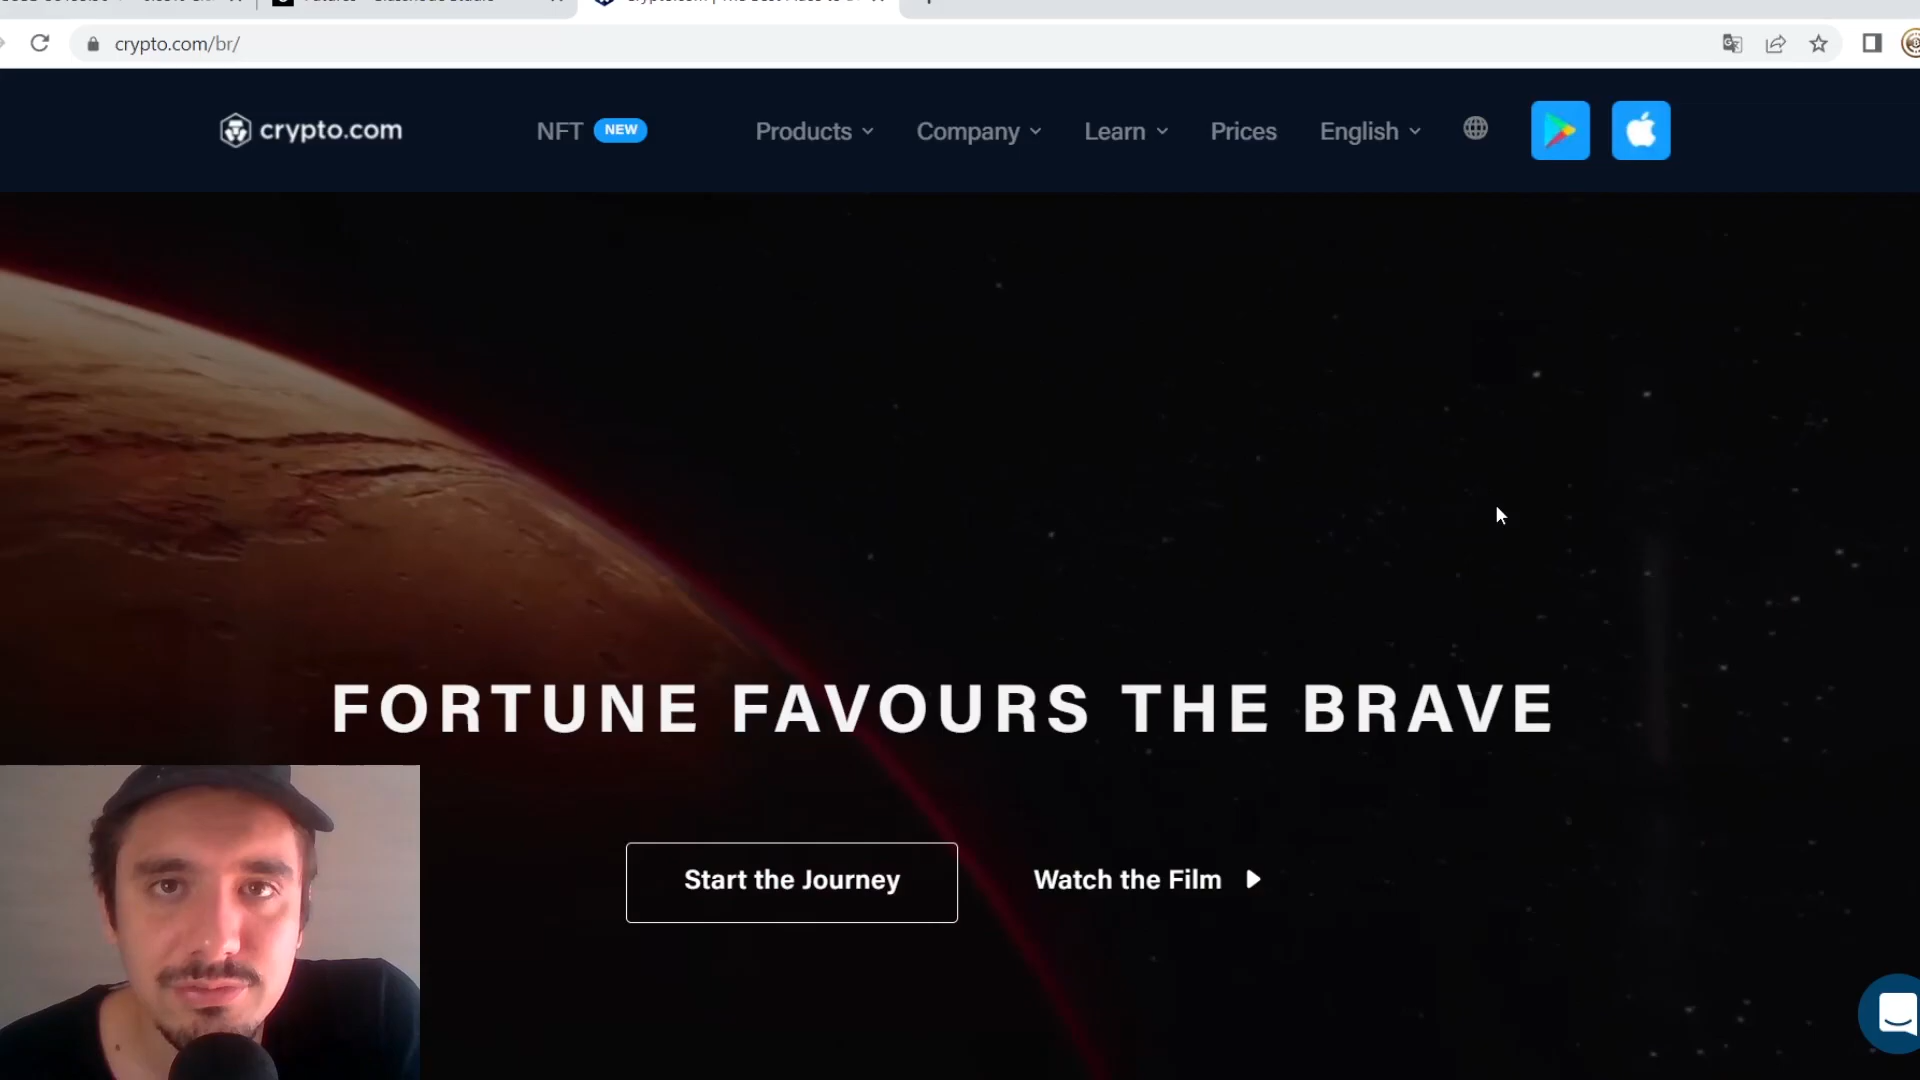 crypto.com/br/
crypto.com
NFT NEW Products Company Learn Prices English
FORTUNE FAVOURS THE BRAVE
Start the Journey Watch the Film